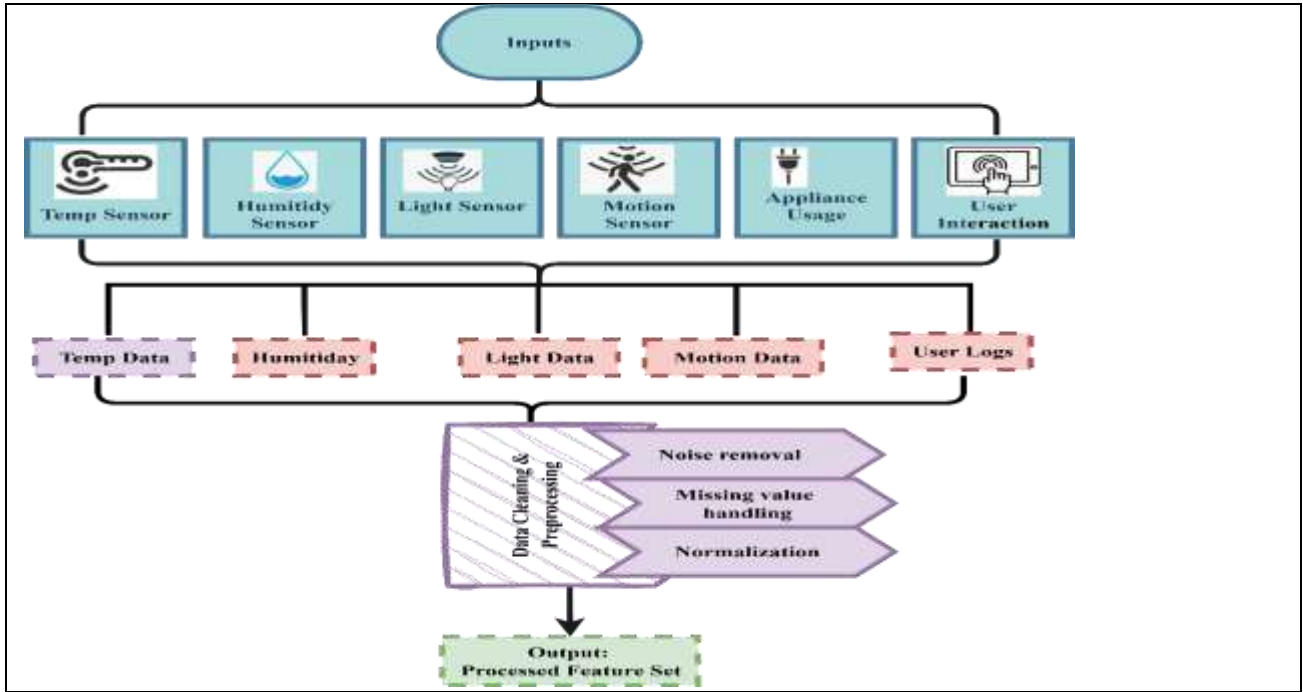 Inputs
Temp Sensor
Humitidy
Sensor
Light Sensor
Motion
Sensor
Appliance
Usage
User
Interaction
Temp Data
Humitiday
Light Data
Motion Data
User Logs
Data Cleaning &
Preprocessing
Noise removal
Missing value
handling
Normalization
Output:
Processed Feature Set